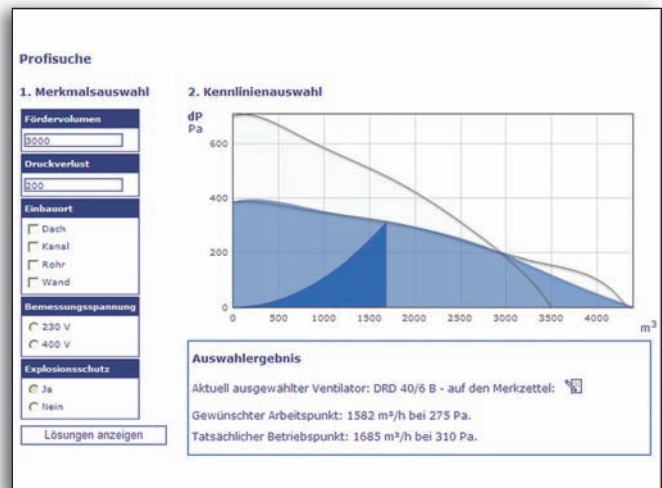 Profisuche
1. Merkmalsauswahl
Fördervolumen
3000
Druckverlust
200
Einbauort
Dach
Kanal
Rohr
Wand
Bemessungsspannung
230 V
400 V
Explosionsschutz
Ja
Nein
Lösungen anzeigen
2. Kennlinienauswahl
dP
Pa
600
400
200
0
0 500 1000 1500 2000 2500 3000 3500 4000
m³
Auswahlergebnis
Aktuell ausgewählter Ventilator: DRD 40/6 B - auf den Merkzettel:
Gewünschter Arbeitspunkt: 1582 m³/h bei 275 Pa.
Tatsächlicher Betriebspunkt: 1685 m³/h bei 310 Pa.